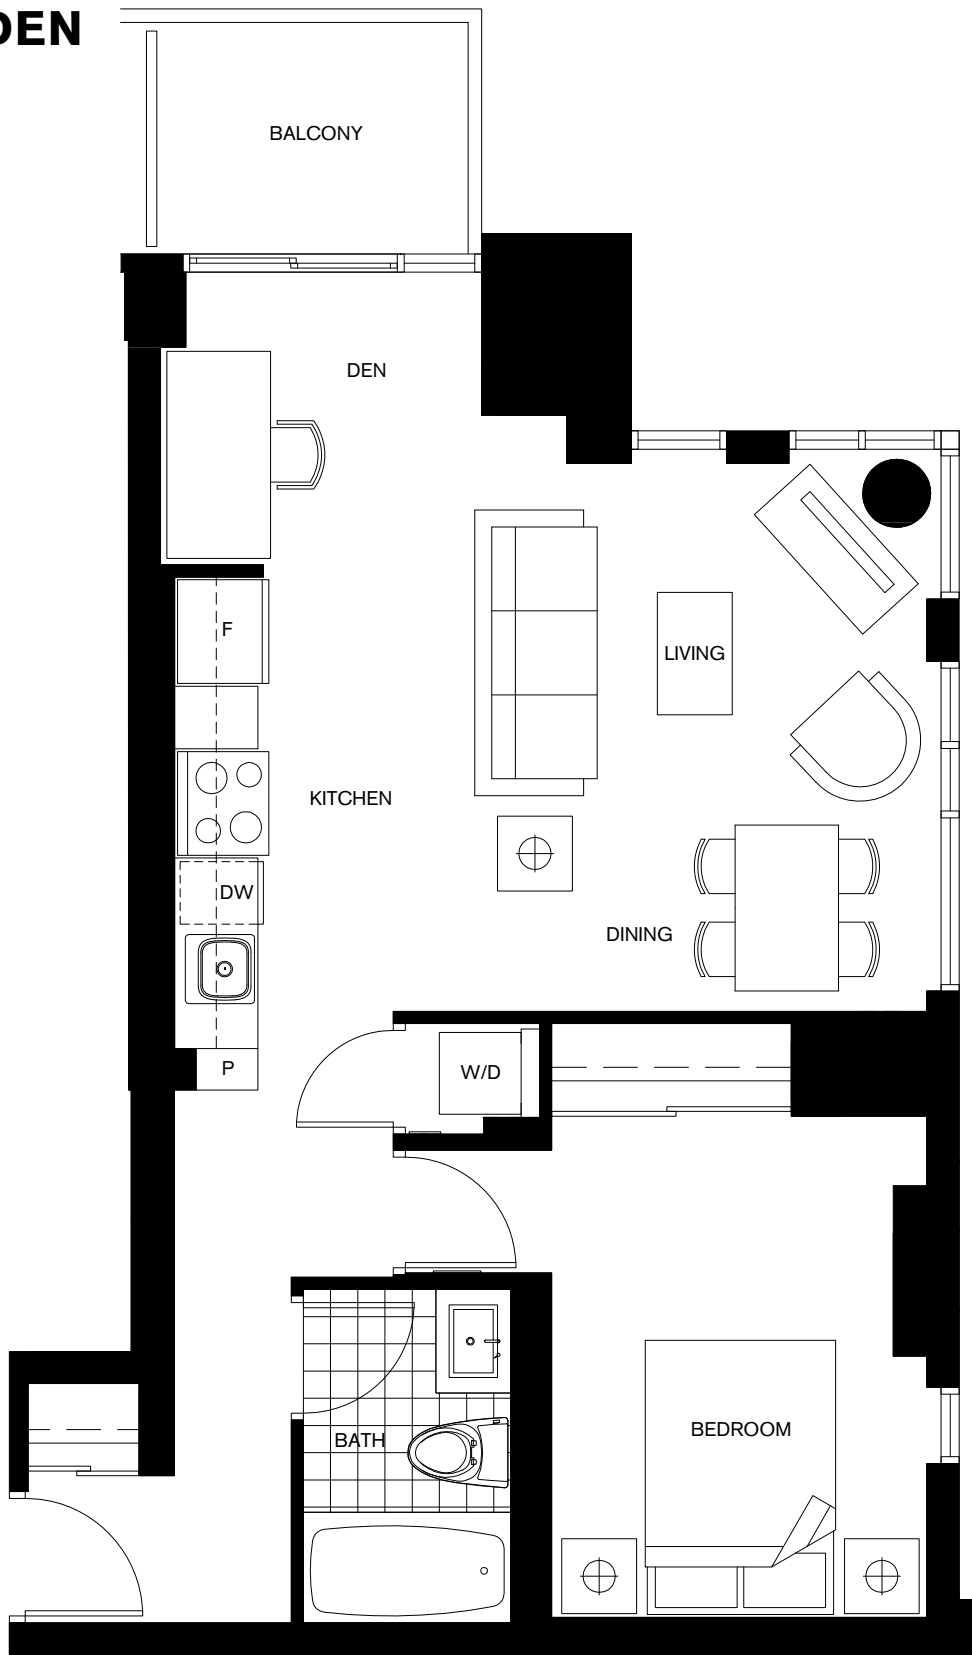 DEN
BALCONY
DEN
F
LIVING
KITCHEN
DW
DINING
P
W/D
BATH
BEDROOM